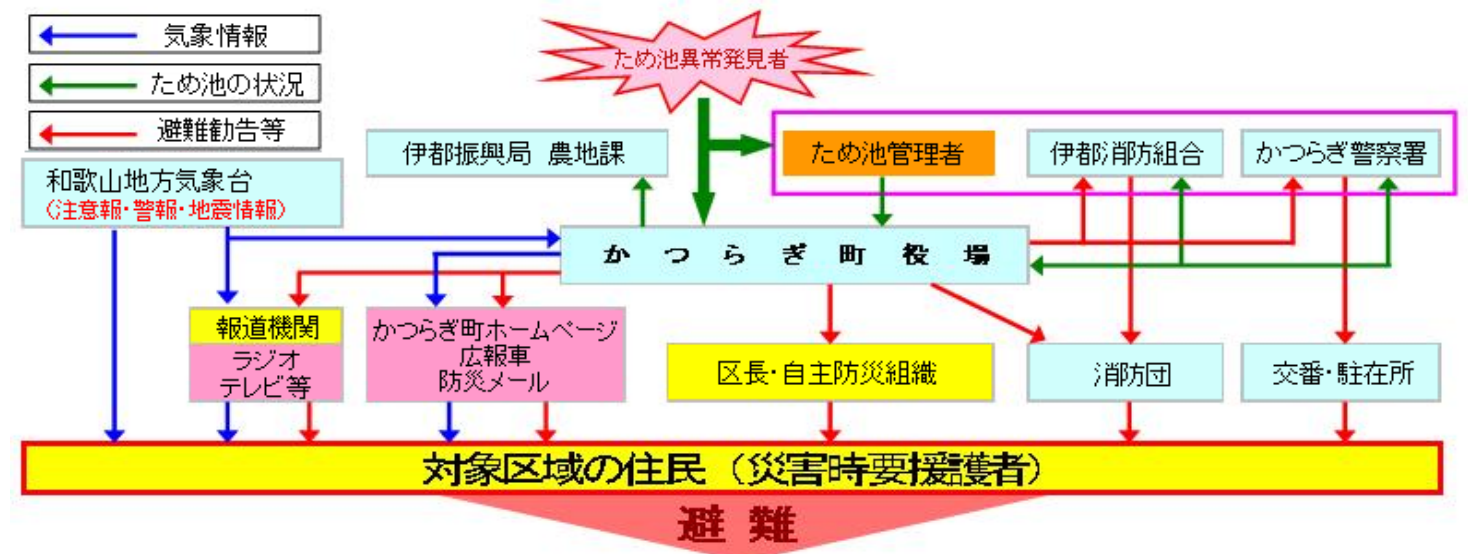 気象情報
ため池の状況
避難勧告等
ため池異常発見者
伊都振興局 農地課
ため池管理者
伊都消防組合
かつらぎ警察署
和歌山地方気象台
(注意報・警報・地震情報)
かつらぎ町役場
報道機関
ラジオ
テレビ等
かつらぎ町ホームページ
広報車
防災メール
区長・自主防災組織
消防団
交番・駐在所
対象区域の住民(災害時要援護者)
避難